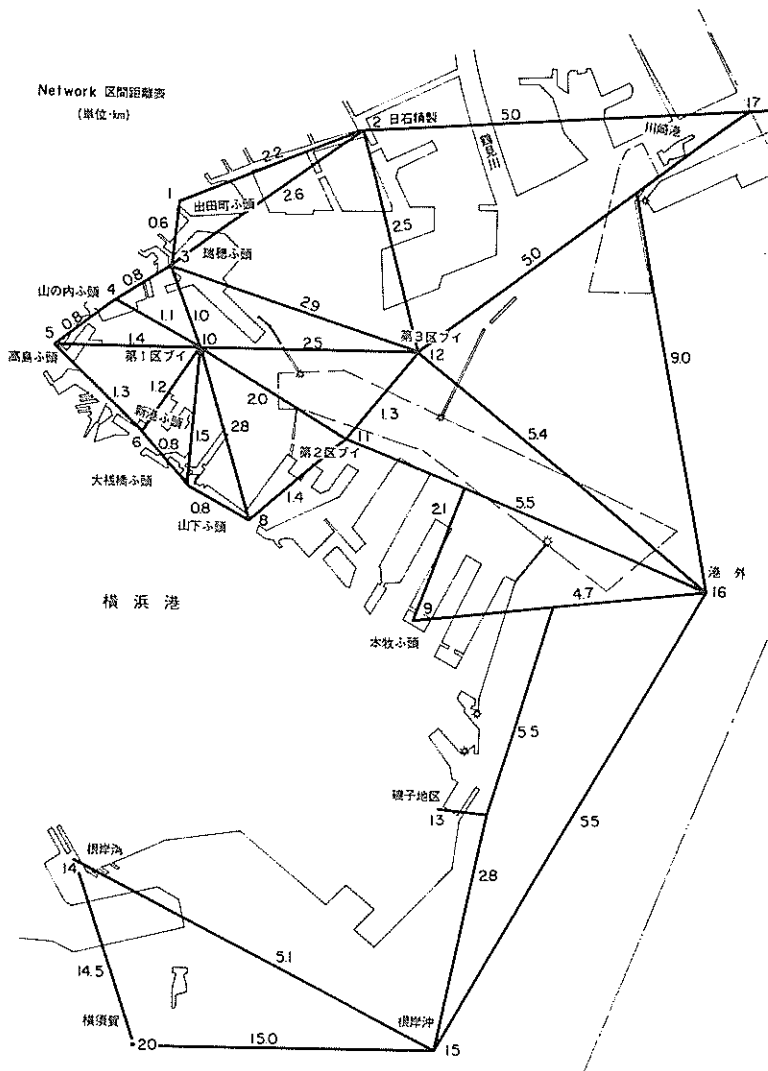 Network 区間距離表
(単位・km)
17
2 日石精製
5.0
川崎港
鶴見川
2.2
1
出田町ふ頭
2.6
2.5
0.6
3
瑞穂ふ頭
5.0
0.8
山の内ふ頭 4
2.9
0.8
1.1
1.0
5
1.4
第1区ブイ
10
2.5
第3区ブイ
12
高島ふ頭
9.0
1.3
1.2
2.0
1.3
新港ふ頭
6
0.8
1.5
2.8
11
第2区ブイ
5.4
大桟橋ふ頭
1.4
5.5
0.8
山下ふ頭
8
2.1
港外
16
横浜港
9
4.7
本牧ふ頭
5.5
磯子地区
13
5.5
根岸湾
14
2.8
5.1
14.5
横須賀
根岸沖
20
15.0
15